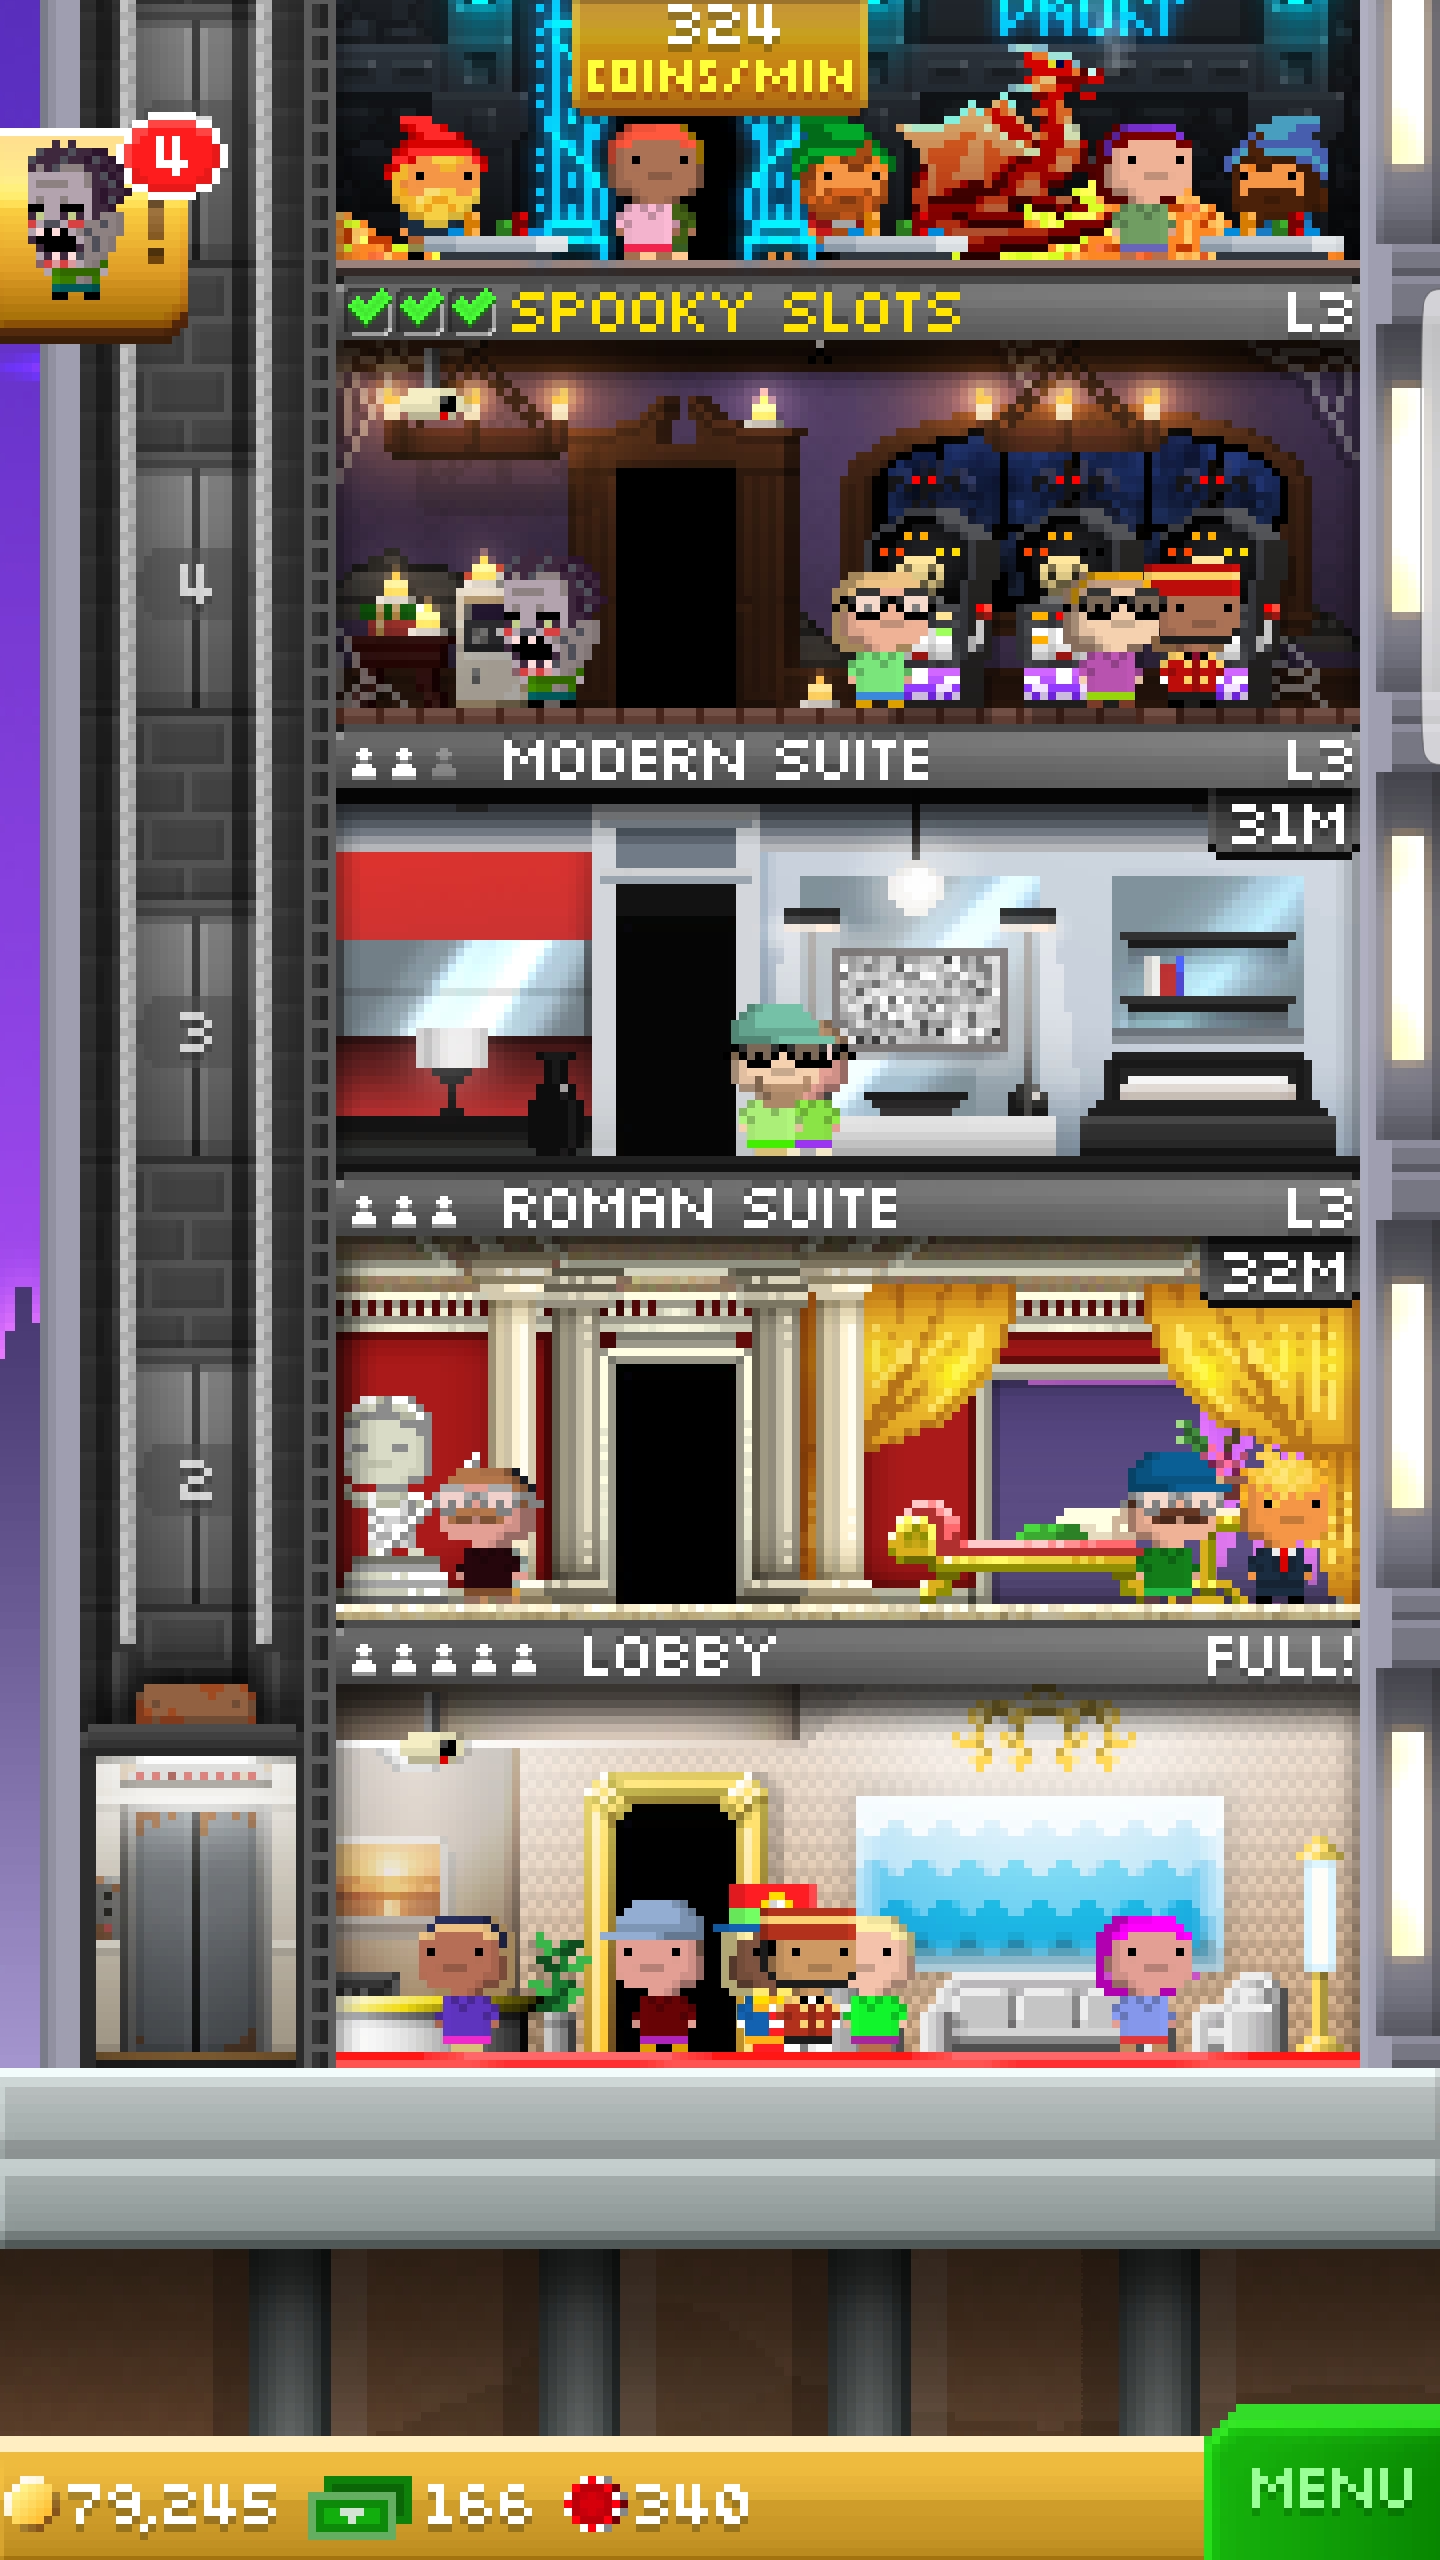 324
COINS/MIN
4
!
SPOOKY SLOTS L3
4
MODERN SUITE L3
31M
3
ROMAN SUITE L3
32M
2
LOBBY FULL!
79,245 166 340
MENU